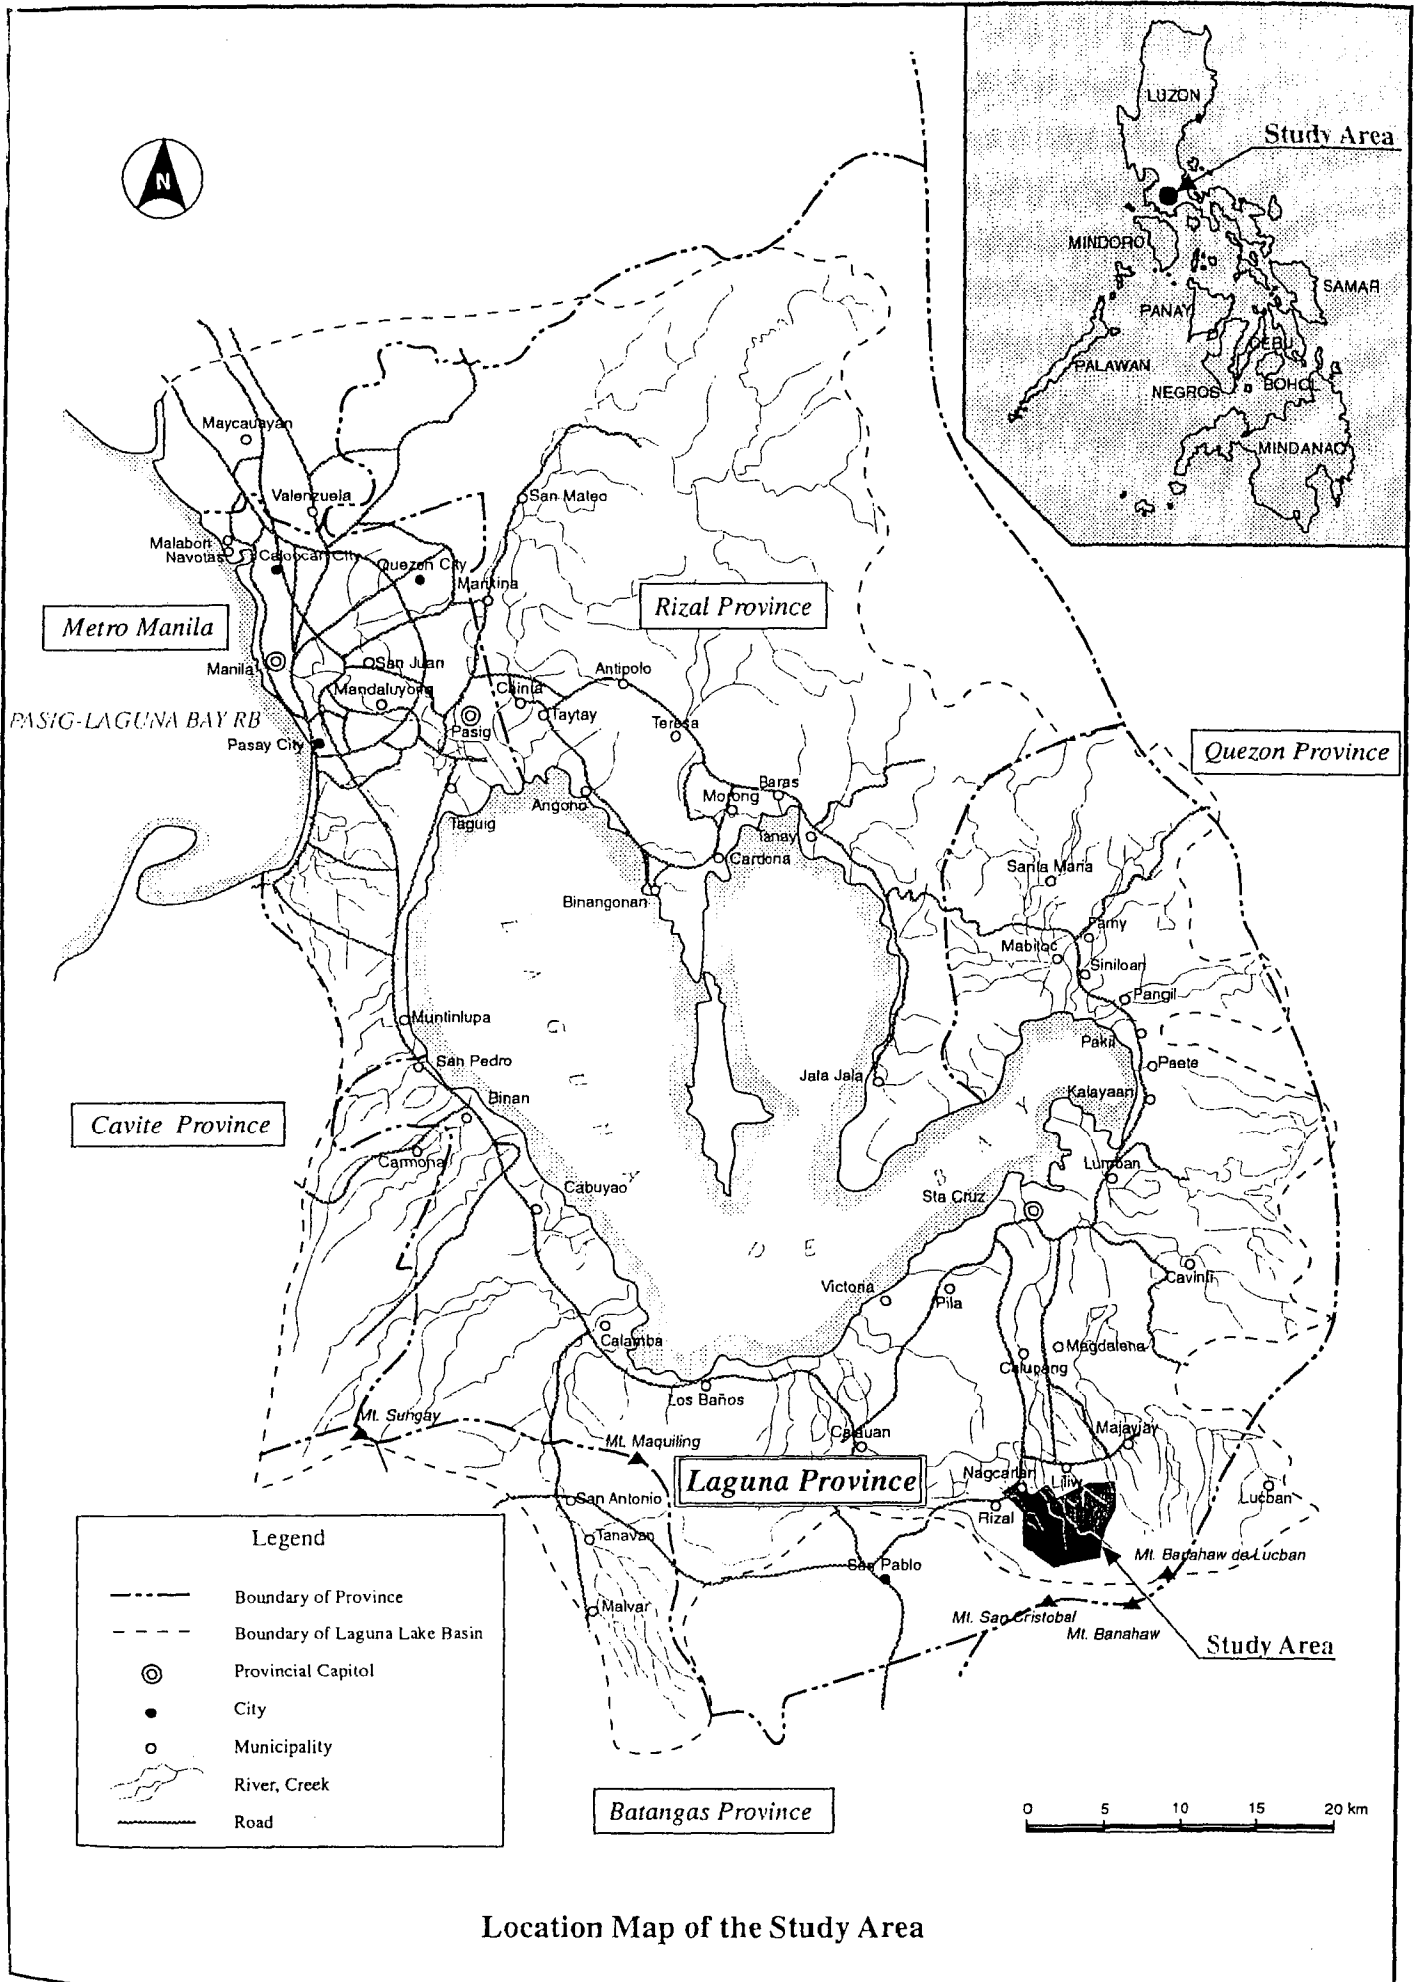 LUZON
Study Area
MINDORO
SAMAR
PANAY
CEBU
PALAWAN
NEGROS
BOHOL
MINDANAO
N
Maycauayan
Valenzuela
San Mateo
Malabon
Navotas
Caloocan City
Quezon City
Marikina
Rizal Province
Metro Manila
Manila
San Juan
Antipolo
Mandaluyong
Cainta
PASIG-LAGUNA BAY RB
Pasig
Taytay
Teresa
Pasay City
Quezon Province
Baras
Morong
Angono
Taguig
Tanay
Cardona
Santa Maria
Binangonan
Famy
Mabitoc
Siniloan
Pangil
Muntinlupa
Pakil
San Pedro
Paete
Jala Jala
Kalayaan
Binan
Cavite Province
Carmona
Lumban
Cabuyao
Sta Cruz
LAGUNA DE BAY
Cavinti
Victoria
Pila
Calamba
Magdalena
Calupang
Los Baños
Mt. Sungay
Majayjay
Calauan
Mt. Maquiling
Laguna Province
Nagcarlan
Liliw
Lucban
San Antonio
Rizal
Tanavan
Mt. Banahaw de Lucban
San Pablo
Malvar
Mt. San Cristobal
Mt. Banahaw
Study Area
Legend
Boundary of Province
Boundary of Laguna Lake Basin
Provincial Capitol
City
Municipality
River, Creek
Road
Batangas Province
0 5 10 15 20 km
Location Map of the Study Area